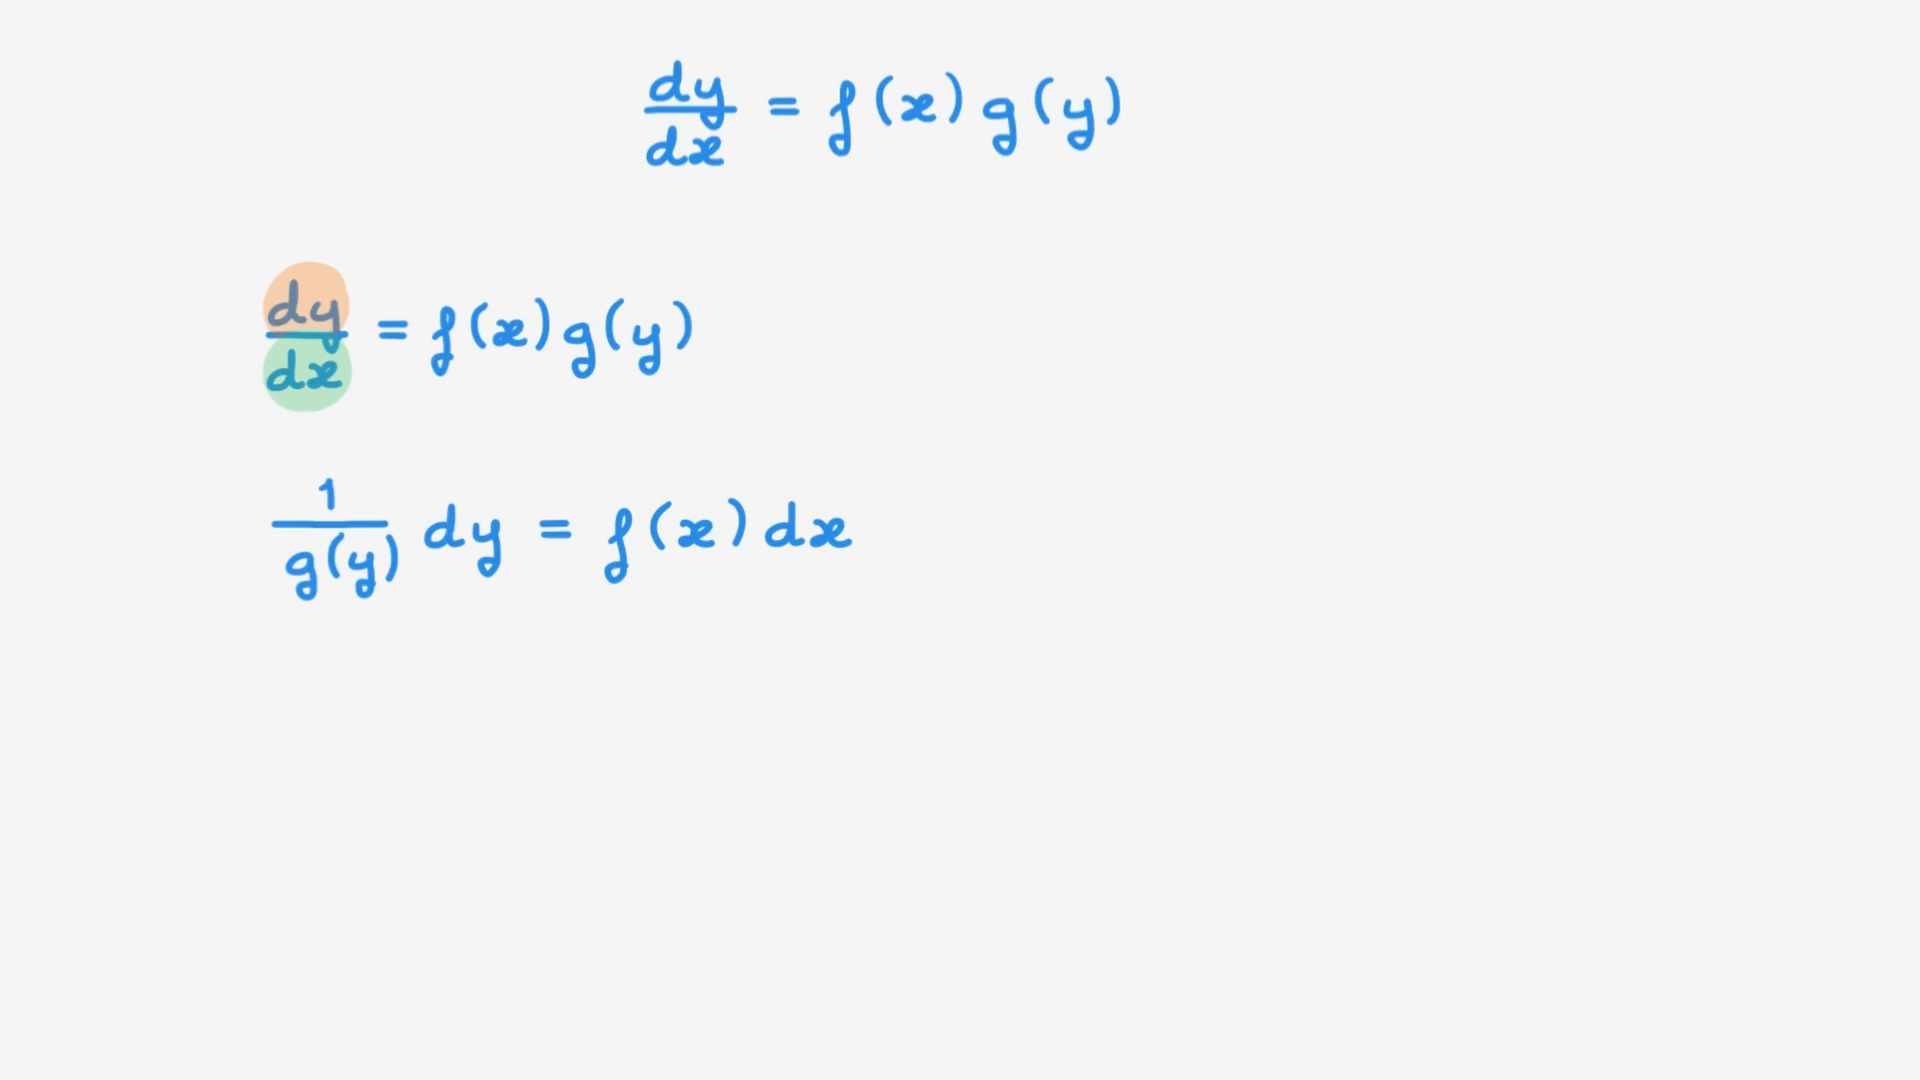 dy/dx = f(x)g(y)
dy/dx = f(x)g(y)
1/g(y) dy = f(x)dx